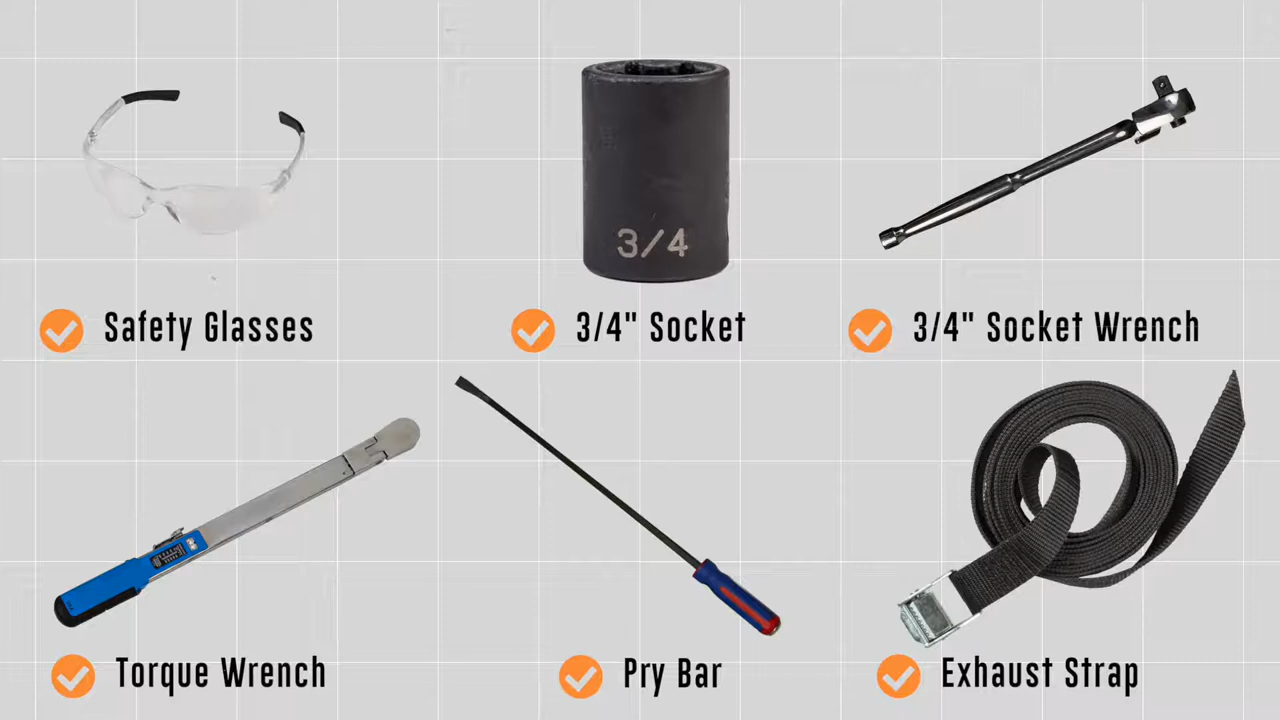 3/4
Safety Glasses
3/4" Socket
3/4" Socket Wrench
Torque Wrench
Pry Bar
Exhaust Strap